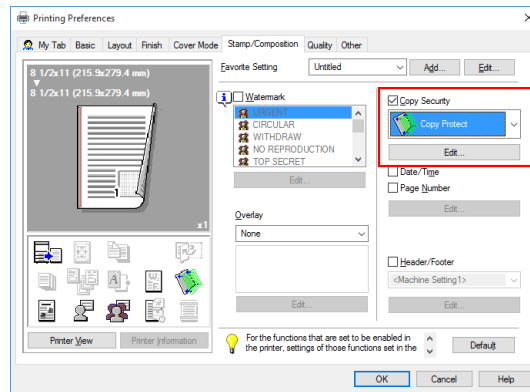 Printing Preferences
My Tab Basic Layout Finish Cover Mode Stamp/Composition Quality Other
8 1/2x11 (215.9x279.4 mm)
8 1/2x11 (215.9x279.4 mm)
1
x1
Printer View
Printer Information
Favorite Setting
Untitled
Add...
Edit...
Watermark
URGENT
CIRCULAR
WITHDRAW
NO REPRODUCTION
TOP SECRET
Edit...
Overlay
None
Edit...
Copy Security
Copy Protect
Edit...
Date/Time
Page Number
Edit...
Header/Footer
<Machine Setting1>
Edit...
For the functions that are set to be enabled in
the printer, settings of those functions set in the
Default
OK
Cancel
Help